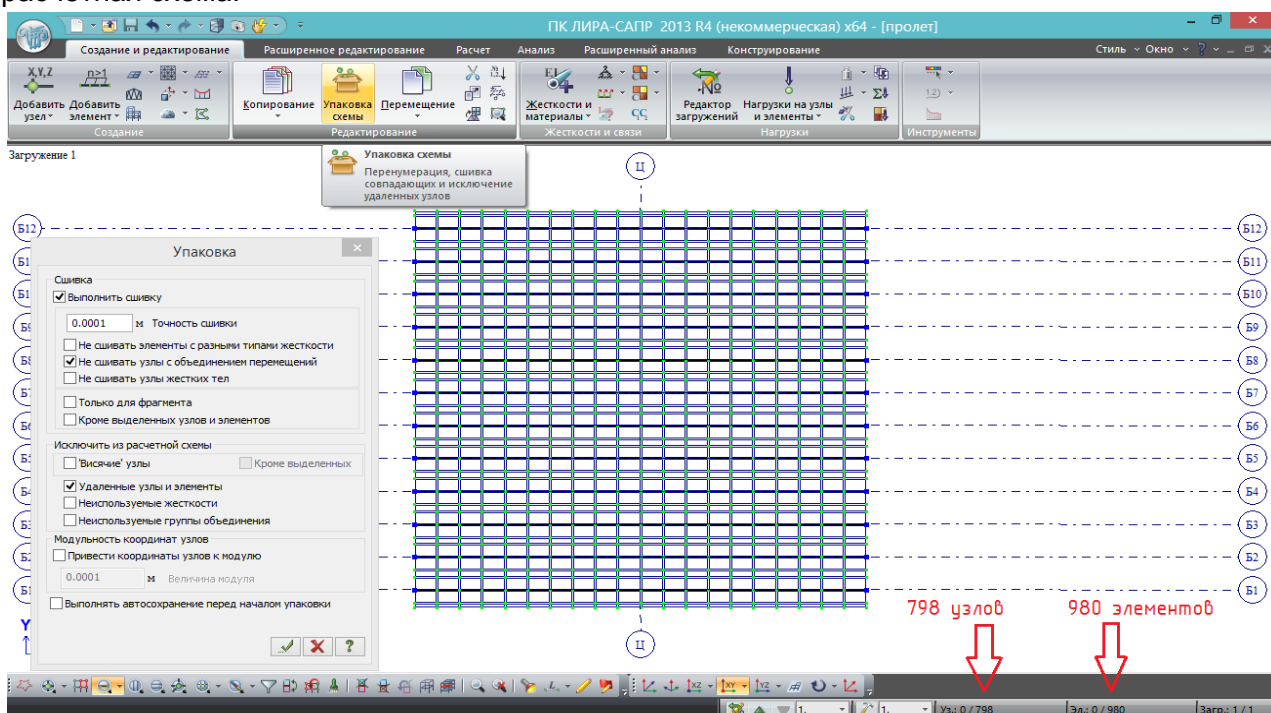 расчетная схема.
ПК ЛИРА-САПР 2013 R4 (некоммерческая) x64 - [пролет]
Создание и редактирование Расширенное редактирование Расчет Анализ Расширенный анализ Конструирование Стиль Окно
X,Y,Z
Добавить узел
Добавить элемент
Создание
Копирование
Упаковка схемы
Перемещение
Редактирование
Жесткости и материалы
Жесткости и связи
Редактор загружений
Нагрузки на узлы и элементы
Нагрузки
Инструменты
Загружение 1
Упаковка схемы
Перенумерация, сшивка
совпадающих и исключение
удаленных узлов
Ц
Б12
Упаковка
Сшивка
Выполнить сшивку
0.0001 м Точность сшивки
Не сшивать элементы с разными типами жесткости
Не сшивать узлы с объединением перемещений
Не сшивать узлы жестких тел
Только для фрагмента
Кроме выделенных узлов и элементов
Исключить из расчетной схемы
'Висячие' узлы Кроме выделенных
Удаленные узлы и элементы
Неиспользуемые жесткости
Неиспользуемые группы объединения
Модульность координат узлов
Привести координаты узлов к модулю
0.0001 м Величина модуля
Выполнять автосохранение перед началом упаковки
Б12
Б11
Б10
Б9
Б8
Б7
Б6
Б5
Б4
Б3
Б2
Б1
Y
Ц
798 узлов 980 элементов
1. 1. Уз.: 0 / 798 Эл.: 0 / 980 Загр.: 1 / 1